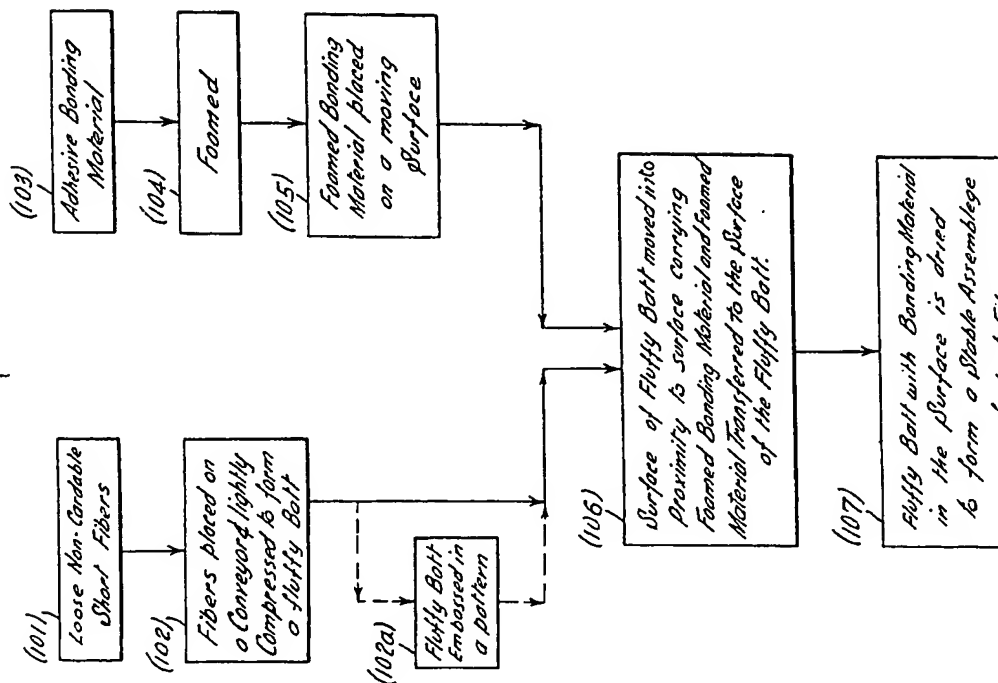 (101)
Loose Non-Cardable
Short Fibers
(102)
Fibers placed on
a Conveyor & lightly
Compressed to form
a fluffy Batt
(102a)
Fluffy Batt
Embossed in
a pattern
(103)
Adhesive Bonding
Material
(104)
Foamed
(105)
Foamed Bonding
Material placed
on a moving
Surface
(106)
Surface of Fluffy Batt moved into
Proximity to surface carrying
Foamed Bonding Material and Foamed
Material Transferred to the Surface
of the Fluffy Batt.
(107)
Fluffy Batt with Bonding Material
in the Surface is dried
to form a Stable Assemblege